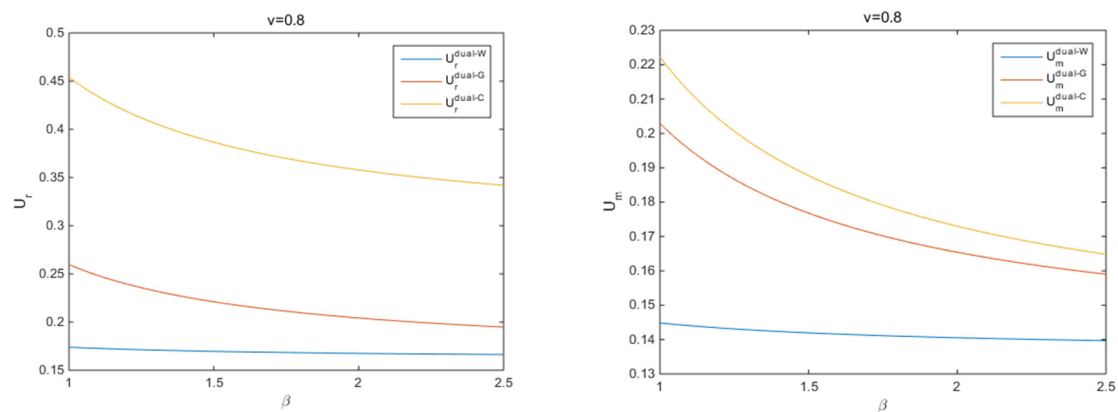 v=0.8
0.5
0.45
0.4
0.35
0.3
0.25
0.2
0.15
U_r
1
1.5
2
2.5
β
U_r^dual-W
U_r^dual-G
U_r^dual-C
v=0.8
0.23
0.22
0.21
0.2
0.19
0.18
0.17
0.16
0.15
0.14
0.13
U_m
1
1.5
2
2.5
β
U_m^dual-W
U_m^dual-G
U_m^dual-C